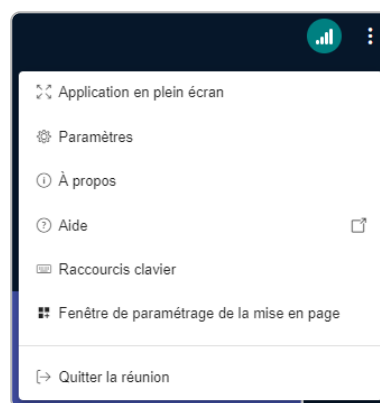 Application en plein écran
Paramètres
À propos
Aide
Raccourcis clavier
Fenêtre de paramétrage de la mise en page
Quitter la réunion